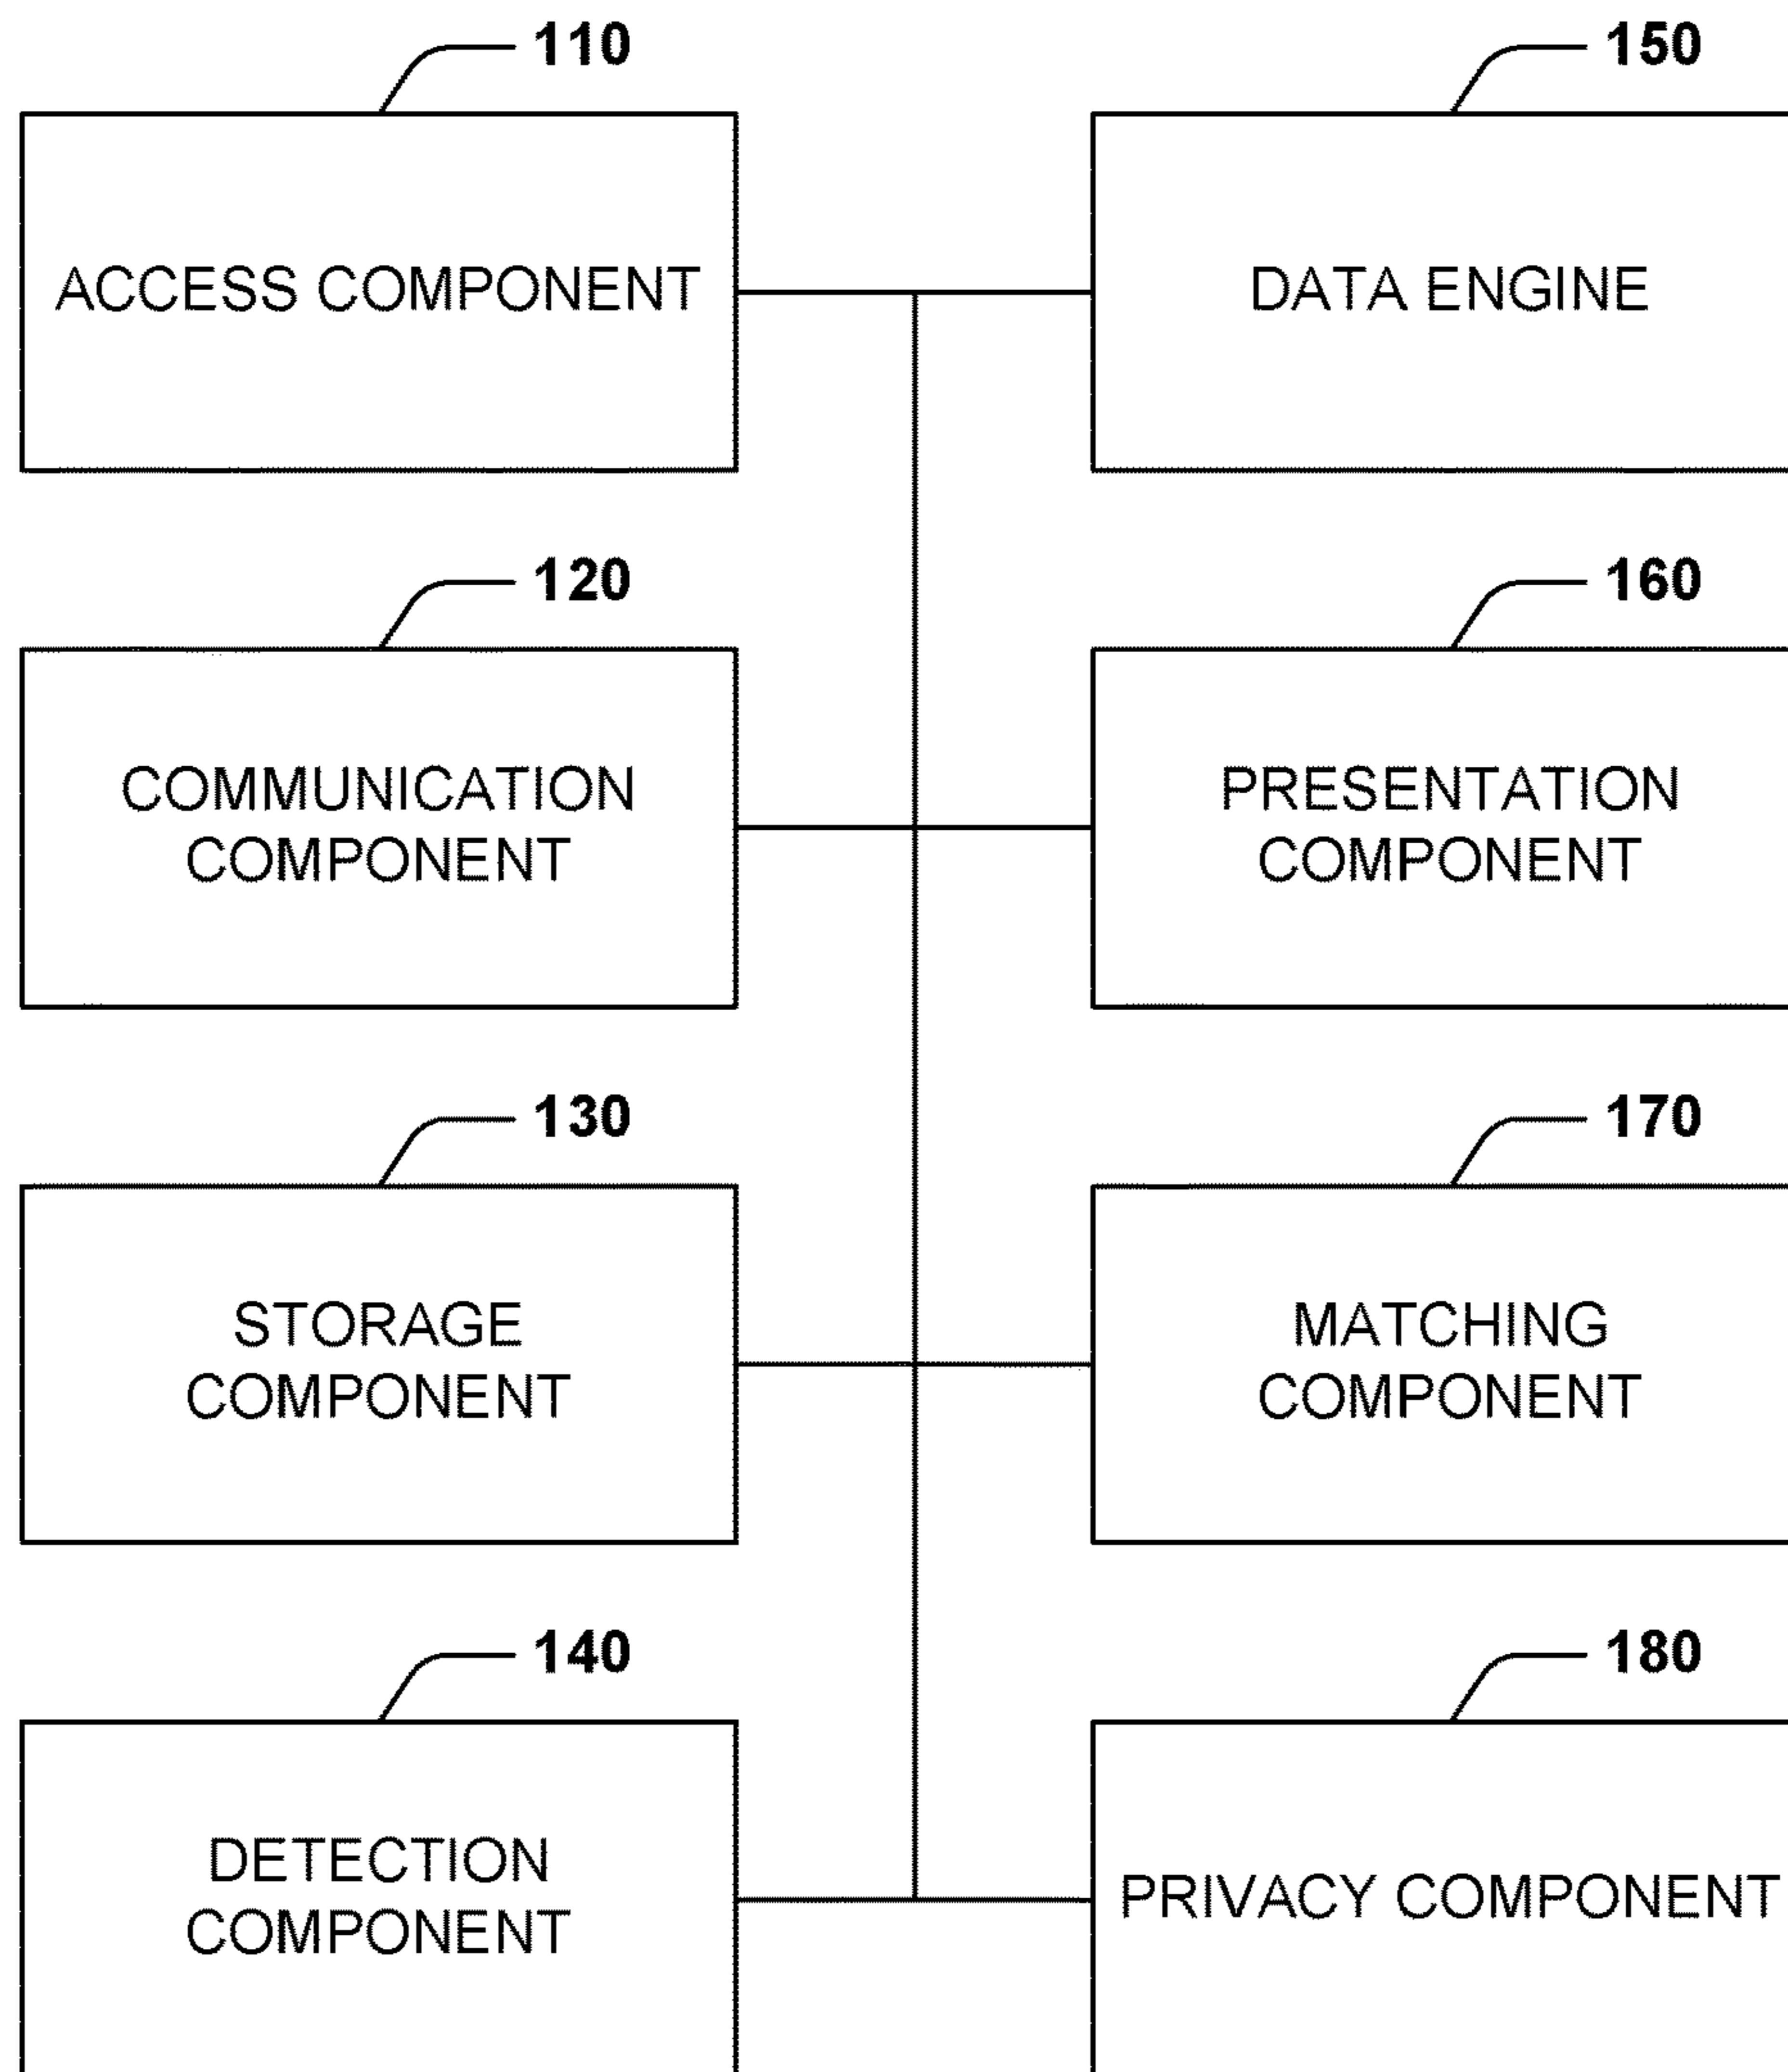 110
ACCESS COMPONENT
150
DATA ENGINE
120
COMMUNICATION
COMPONENT
160
PRESENTATION
COMPONENT
130
STORAGE
COMPONENT
170
MATCHING
COMPONENT
140
DETECTION
COMPONENT
180
PRIVACY COMPONENT